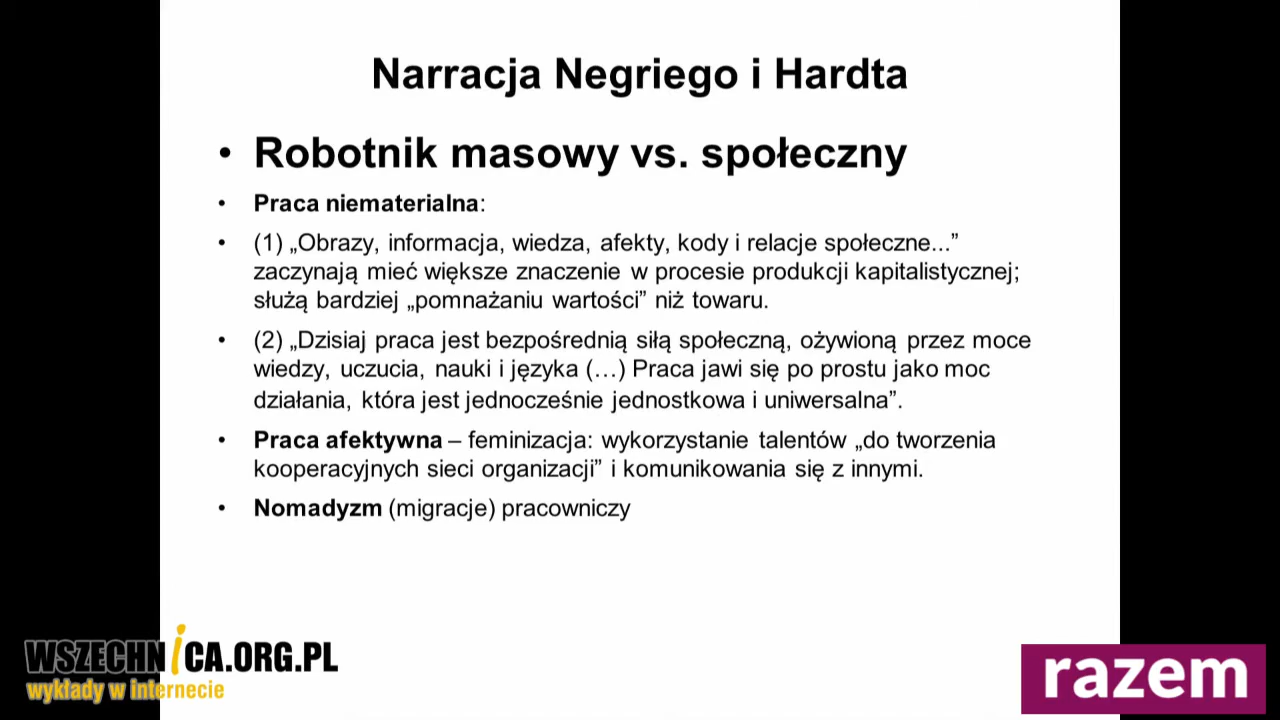 Narracja Negriego i Hardta
• Robotnik masowy vs. społeczny
• Praca niematerialna:
• (1) „Obrazy, informacja, wiedza, afekty, kody i relacje społeczne...”
zaczynają mieć większe znaczenie w procesie produkcji kapitalistycznej;
służą bardziej „pomnażaniu wartości” niż towaru.
• (2) „Dzisiaj praca jest bezpośrednią siłą społeczną, ożywioną przez moce
wiedzy, uczucia, nauki i języka (…) Praca jawi się po prostu jako moc
działania, która jest jednocześnie jednostkowa i uniwersalna”.
• Praca afektywna – feminizacja: wykorzystanie talentów „do tworzenia
kooperacyjnych sieci organizacji” i komunikowania się z innymi.
• Nomadyzm (migracje) pracowniczy
WSZECHNiCA.ORG.PL
wykłady w internecie
razem